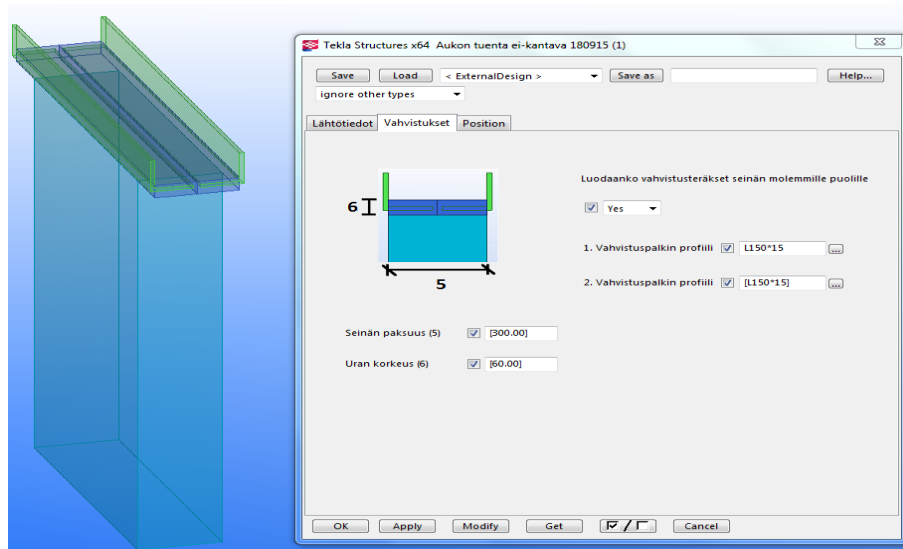 Tekla Structures x64 Aukon tuenta ei-kantava 180915 (1)
Save Load < ExternalDesign > Save as Help...
ignore other types
Lähtötiedot Vahvistukset Position
Luodaanko vahvistusteräkset seinän molemmille puolille
6
Yes
1. Vahvistuspalkin profiili L150*15 ...
5
2. Vahvistuspalkin profiili [L150*15] ...
Seinän paksuus (5) [300.00]
Uran korkeus (6) [60.00]
OK Apply Modify Get / Cancel